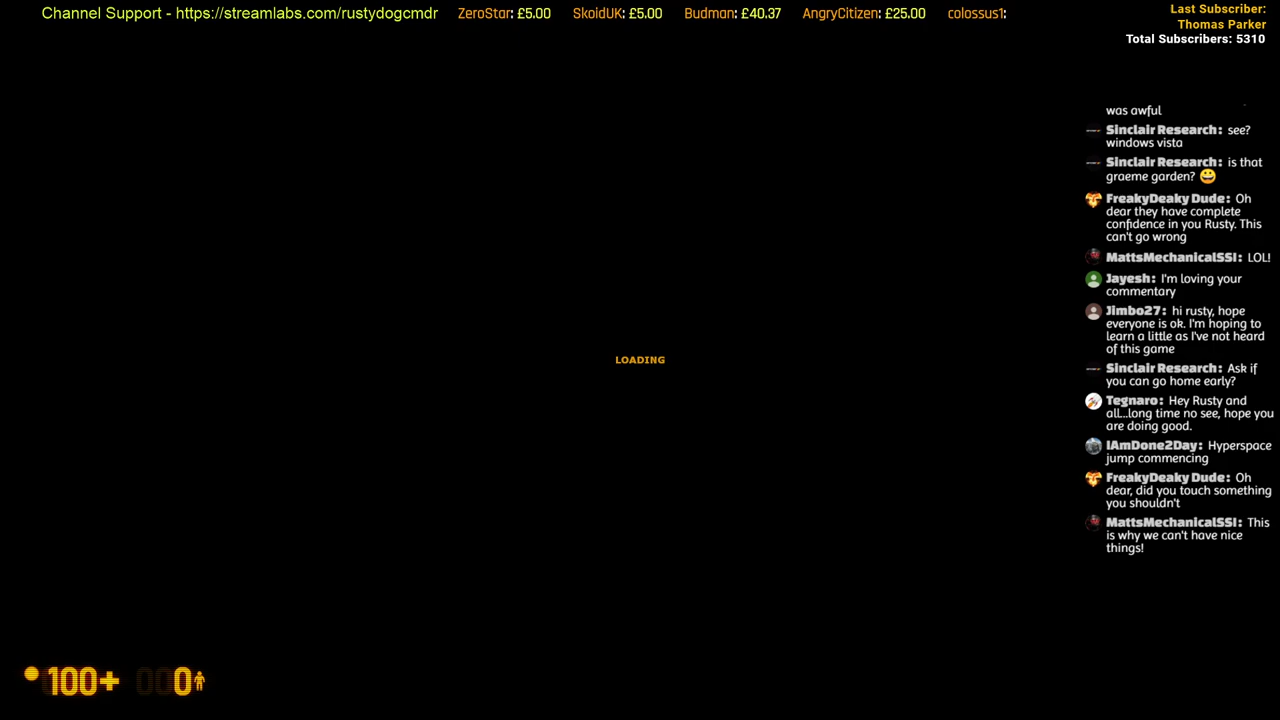 Channel Support - https://streamlabs.com/rustydogcmdr ZeroStar: £5.00 SkoidUK: £5.00 Budman: £40.37 AngryCitizen: £25.00 colossus1:
Last Subscriber:
Thomas Parker
Total Subscribers: 5310
was awful
Sinclair Research: see?
windows vista
Sinclair Research: is that
graeme garden? 😀
FreakyDeaky Dude: Oh
dear they have complete
confidence in you Rusty. This
can't go wrong
MattsMechanicalSSI: LOL!
Jayesh: I'm loving your
commentary
Jimbo27: hi rusty, hope
everyone is ok. I'm hoping to
learn a little as I've not heard
of this game
Sinclair Research: Ask if
you can go home early?
Tegnaro: Hey Rusty and
all...long time no see, hope you
are doing good.
IAmDone2Day: Hyperspace
jump commencing
FreakyDeaky Dude: Oh
dear, did you touch something
you shouldn't
MattsMechanicalSSI: This
is why we can't have nice
things!
LOADING
100+ 0